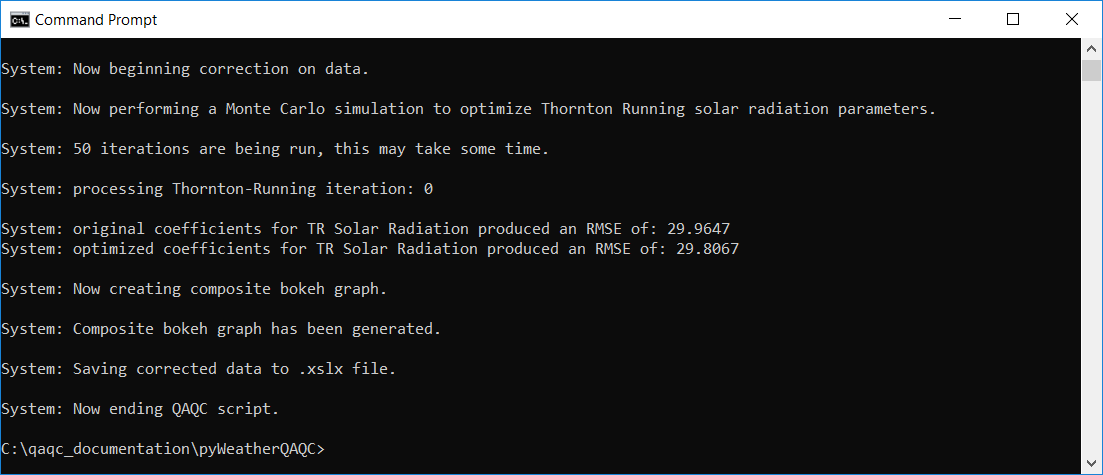 Command Prompt
System: Now beginning correction on data.
System: Now performing a Monte Carlo simulation to optimize Thornton Running solar radiation parameters.
System: 50 iterations are being run, this may take some time.
System: processing Thornton-Running iteration: 0
System: original coefficients for TR Solar Radiation produced an RMSE of: 29.9647
System: optimized coefficients for TR Solar Radiation produced an RMSE of: 29.8067
System: Now creating composite bokeh graph.
System: Composite bokeh graph has been generated.
System: Saving corrected data to .xslx file.
System: Now ending QAQC script.
C:\qaqc_documentation\pyWeatherQAQC>